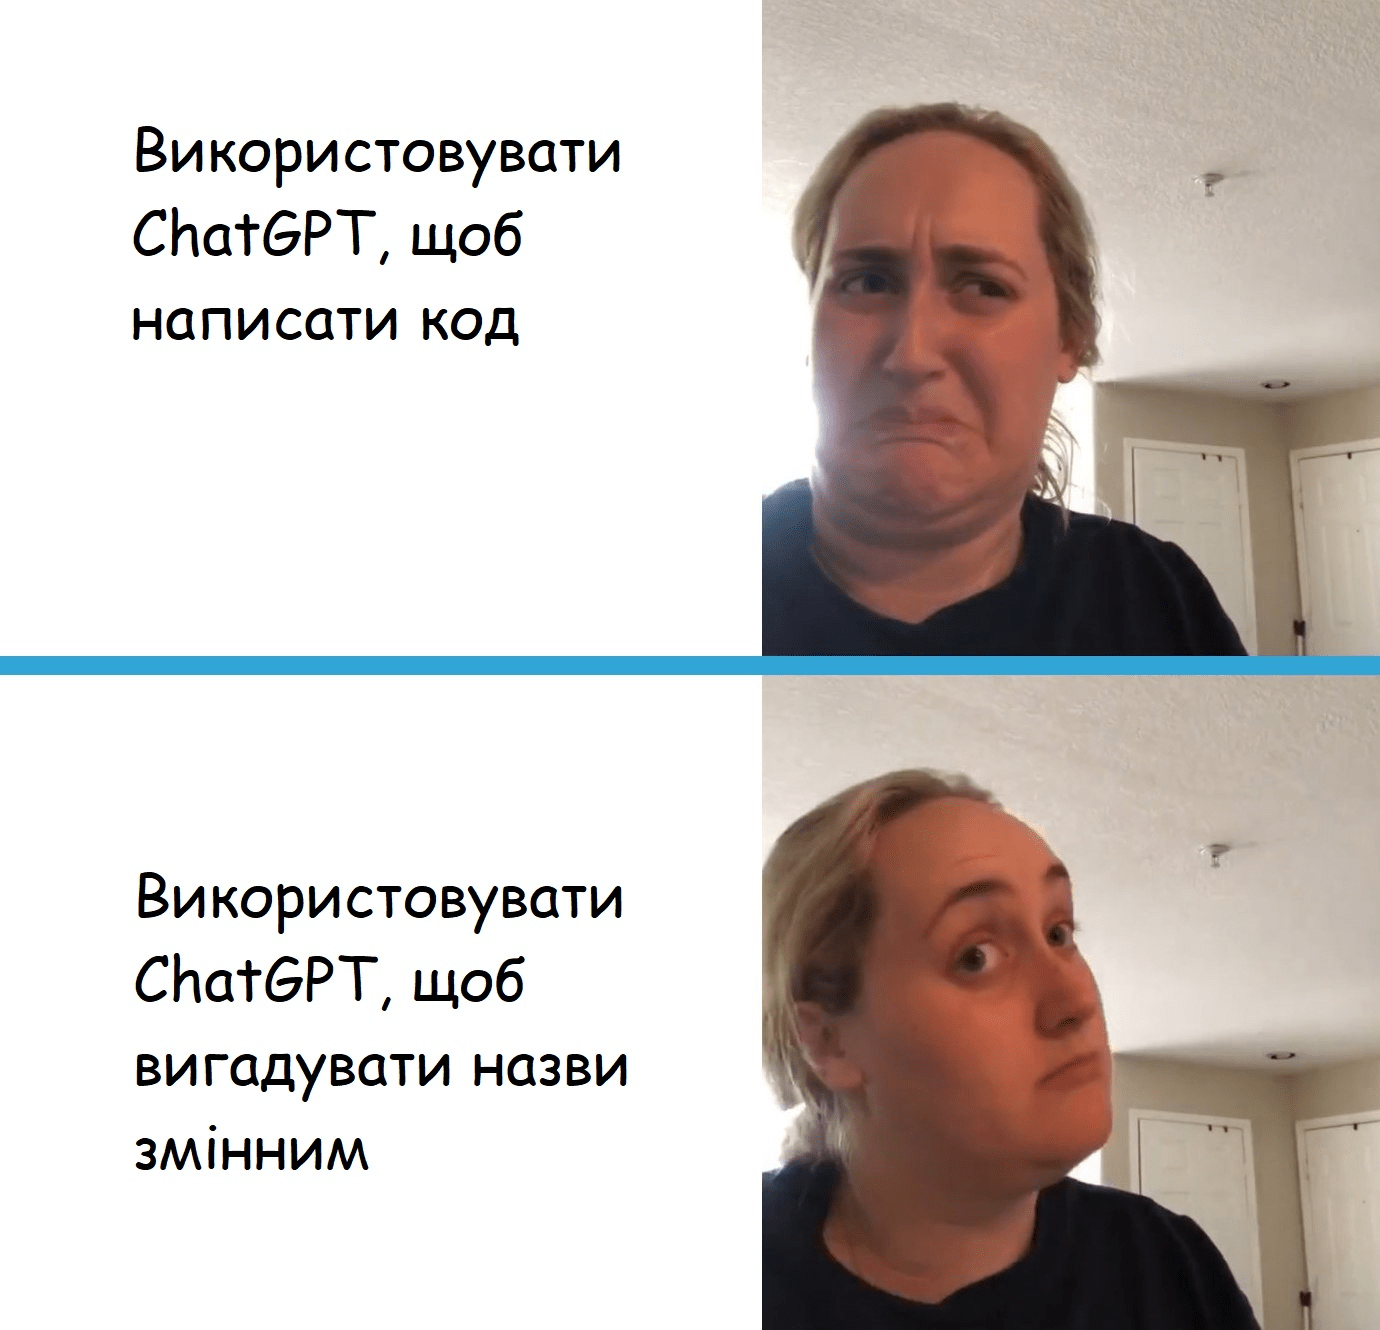 Використовувати
ChatGPT, щоб
написати код
Використовувати
ChatGPT, щоб
вигадувати назви
змінним